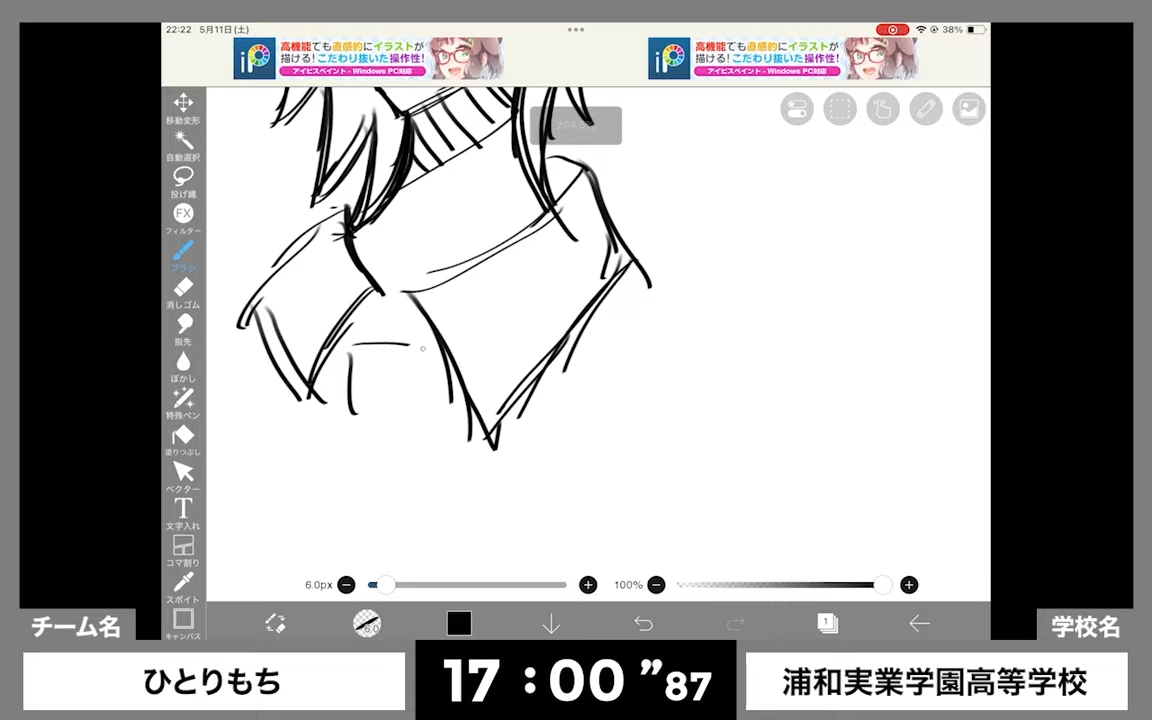 22:22 5月11日(土)
38%
高機能でも直感的にイラストが
描ける!こだわり抜いた操作性!
アイビスペイント - Windows PC対応
高機能でも直感的にイラストが
描ける!こだわり抜いた操作性!
アイビスペイント - Windows PC対応
移動変形
自動選択
投げ縄
FX
フィルター
ブラシ
消しゴム
指先
ぼかし
特殊ペン
塗りつぶし
ベクター
T
文字入れ
コマ割り
スポイト
キャンバス
6.0px
100%
6.0
1
チーム名
学校名
ひとりもち
17:00"87
浦和実業学園高等学校